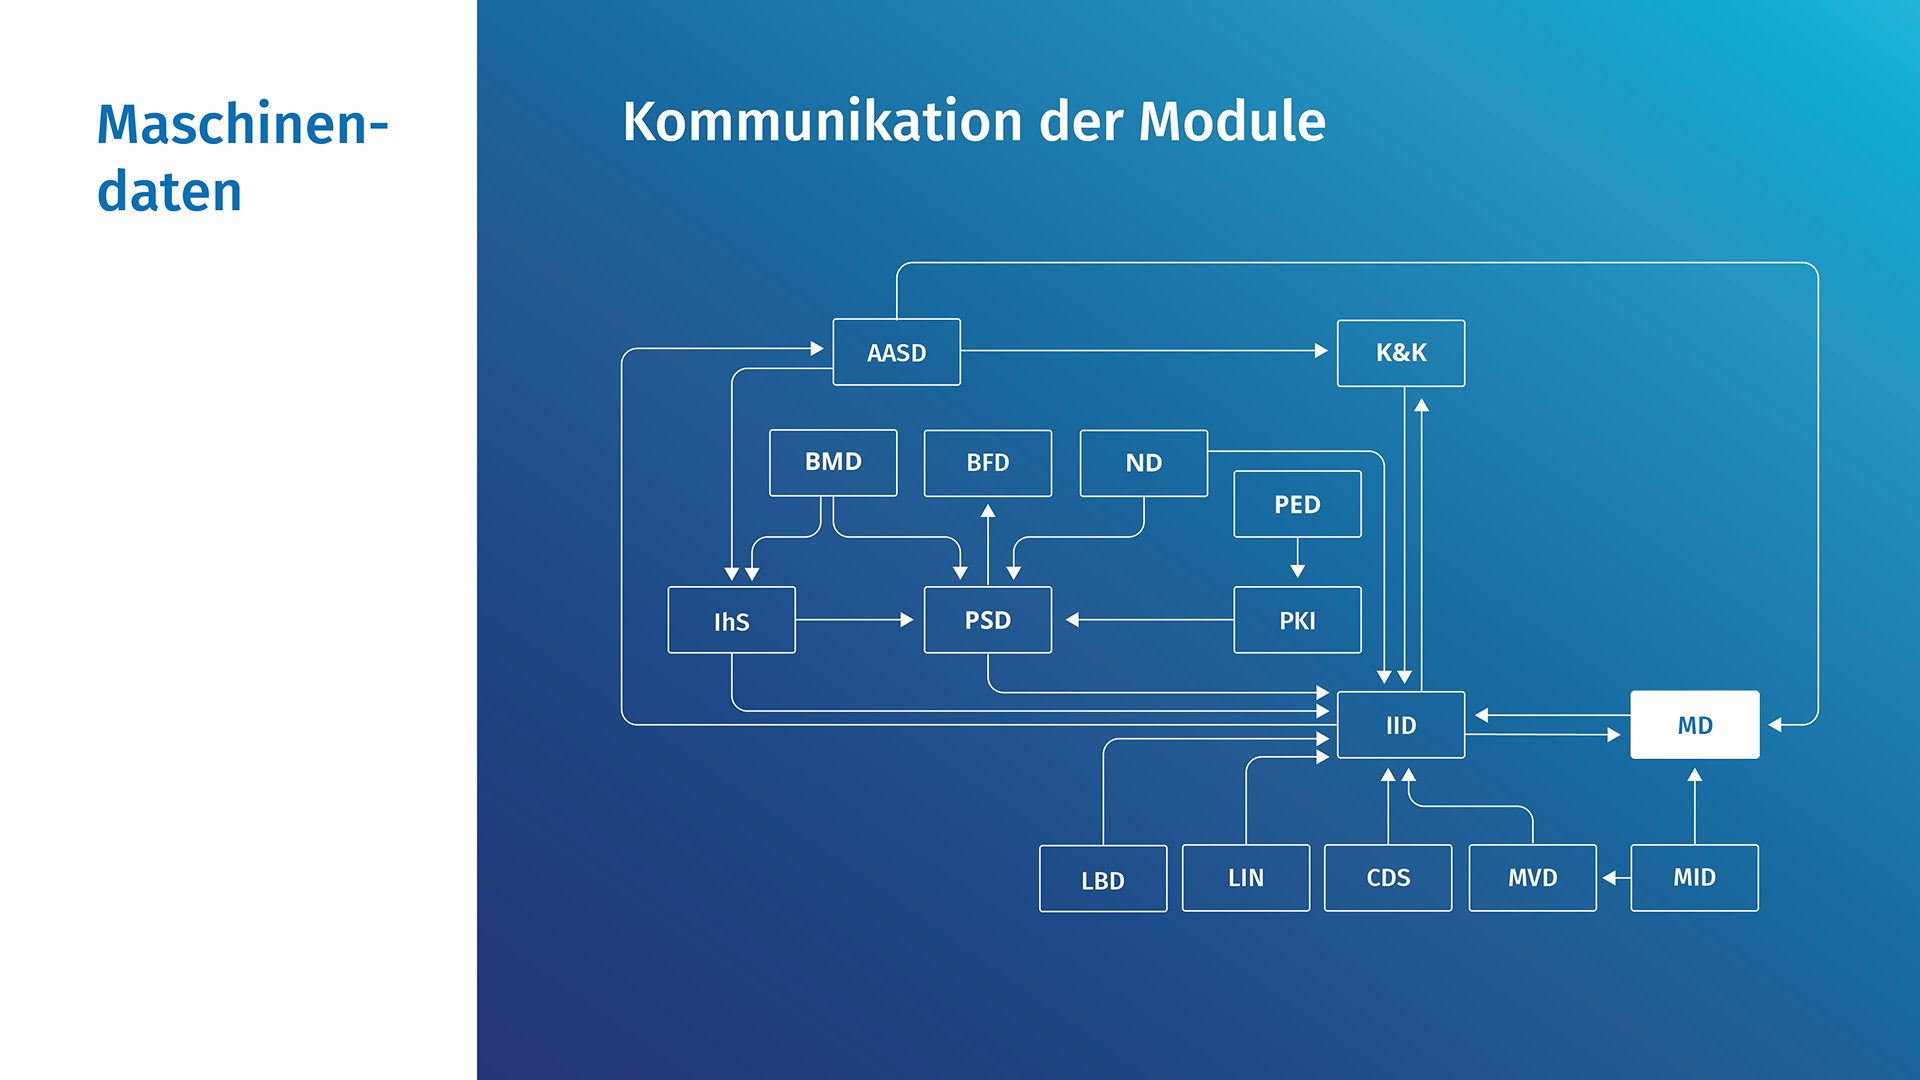 Maschinen-
daten
Kommunikation der Module
AASD
K&K
BMD
BFD
ND
PED
IhS
PSD
PKI
IID
MD
LBD
LIN
CDS
MVD
MID